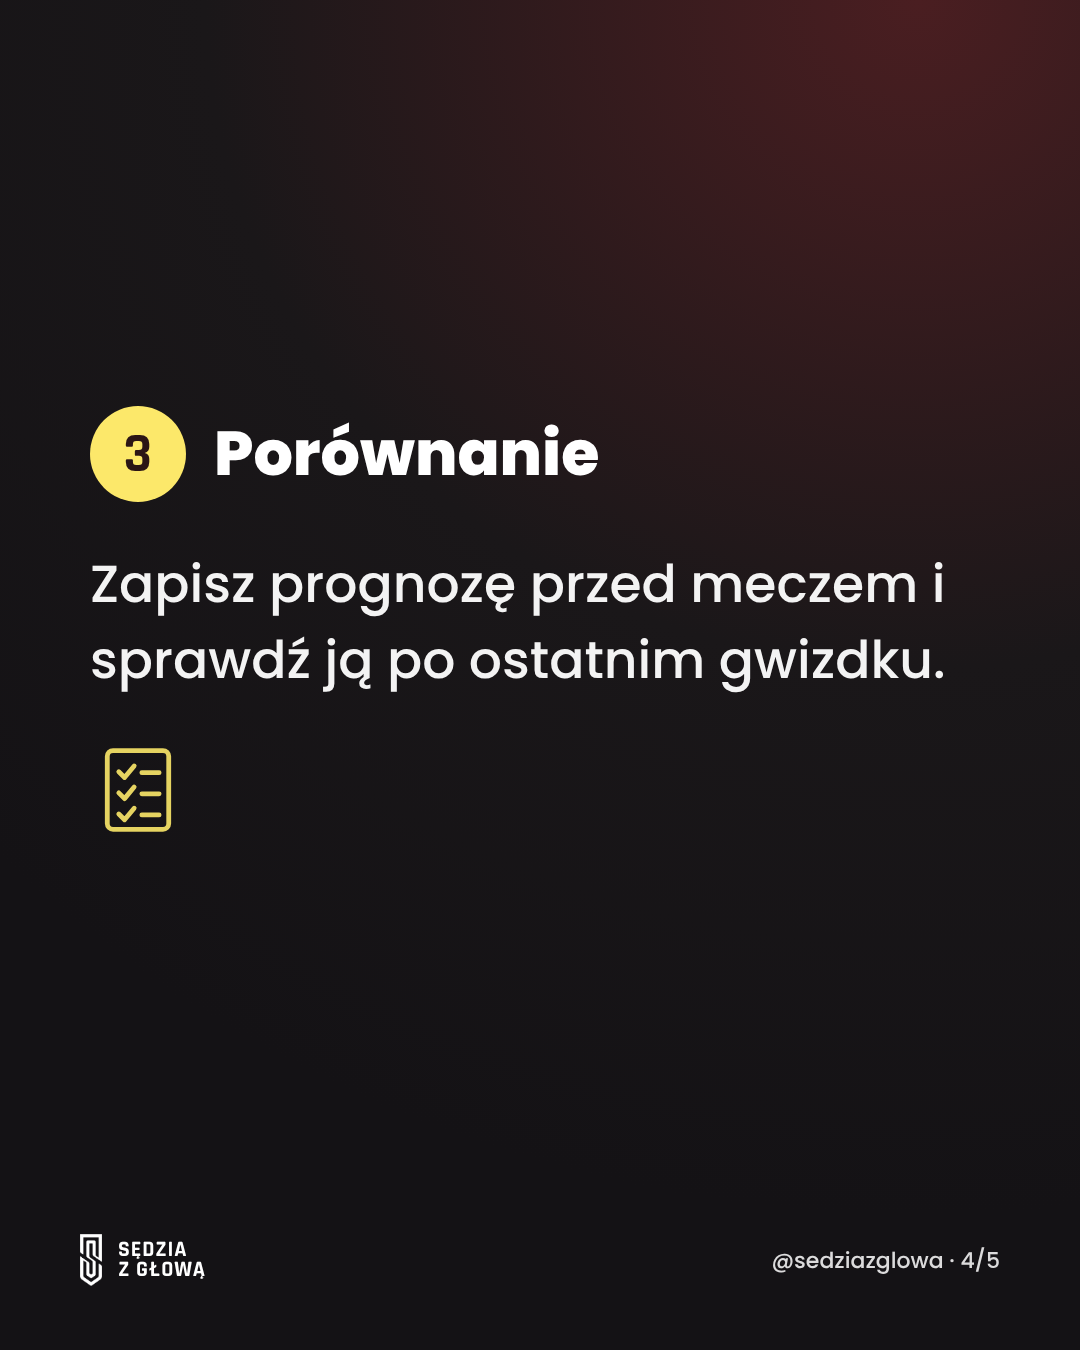 3 Porównanie
Zapisz prognozę przed meczem i
sprawdź ją po ostatnim gwizdku.
SĘDZIA
Z GŁOWĄ
@sedziazglowa · 4/5